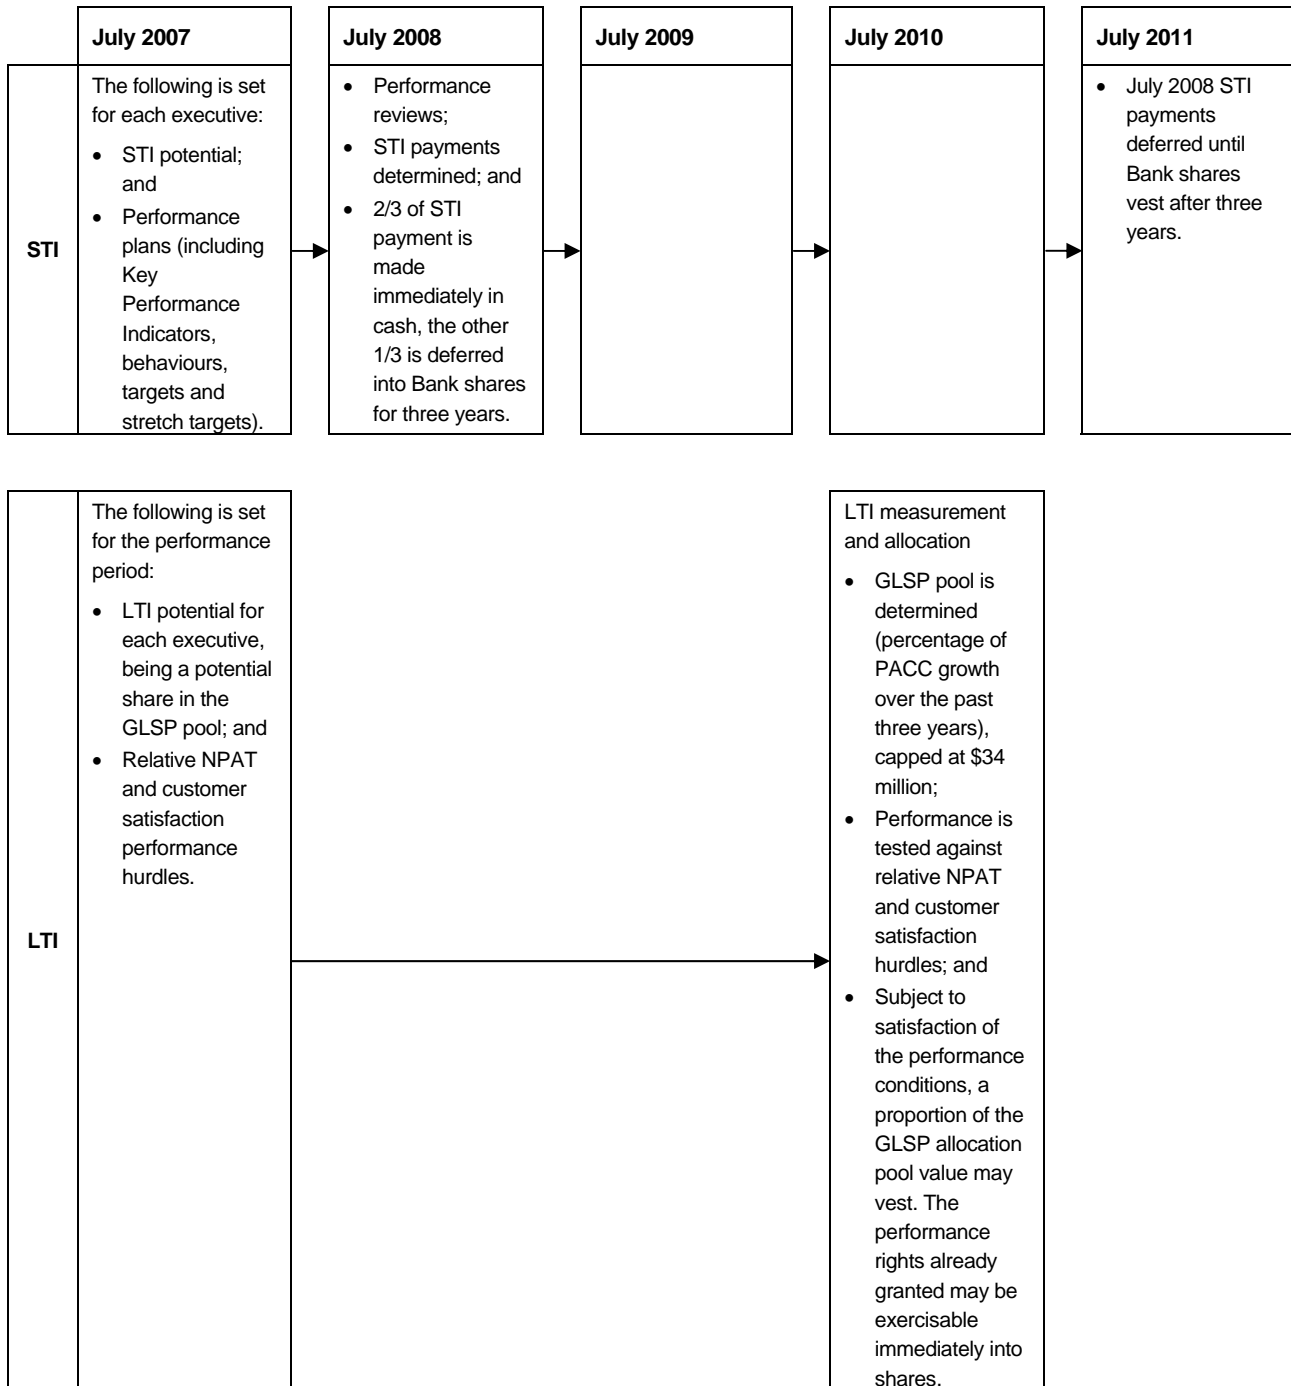 July 2007
July 2008
July 2009
July 2010
July 2011
STI
The following is set
for each executive:
• STI potential;
and
• Performance
plans (including
Key
Performance
Indicators,
behaviours,
targets and
stretch targets).
• Performance
reviews;
• STI payments
determined; and
• 2/3 of STI
payment is
made
immediately in
cash, the other
1/3 is deferred
into Bank shares
for three years.
• July 2008 STI
payments
deferred until
Bank shares
vest after three
years.
LTI
The following is set
for the performance
period:
• LTI potential for
each executive,
being a potential
share in the
GLSP pool; and
• Relative NPAT
and customer
satisfaction
performance
hurdles.
LTI measurement
and allocation
• GLSP pool is
determined
(percentage of
PACC growth
over the past
three years),
capped at $34
million;
• Performance is
tested against
relative NPAT
and customer
satisfaction
hurdles; and
• Subject to
satisfaction of
the performance
conditions, a
proportion of the
GLSP allocation
pool value may
vest. The
performance
rights already
granted may be
exercisable
immediately into
shares.